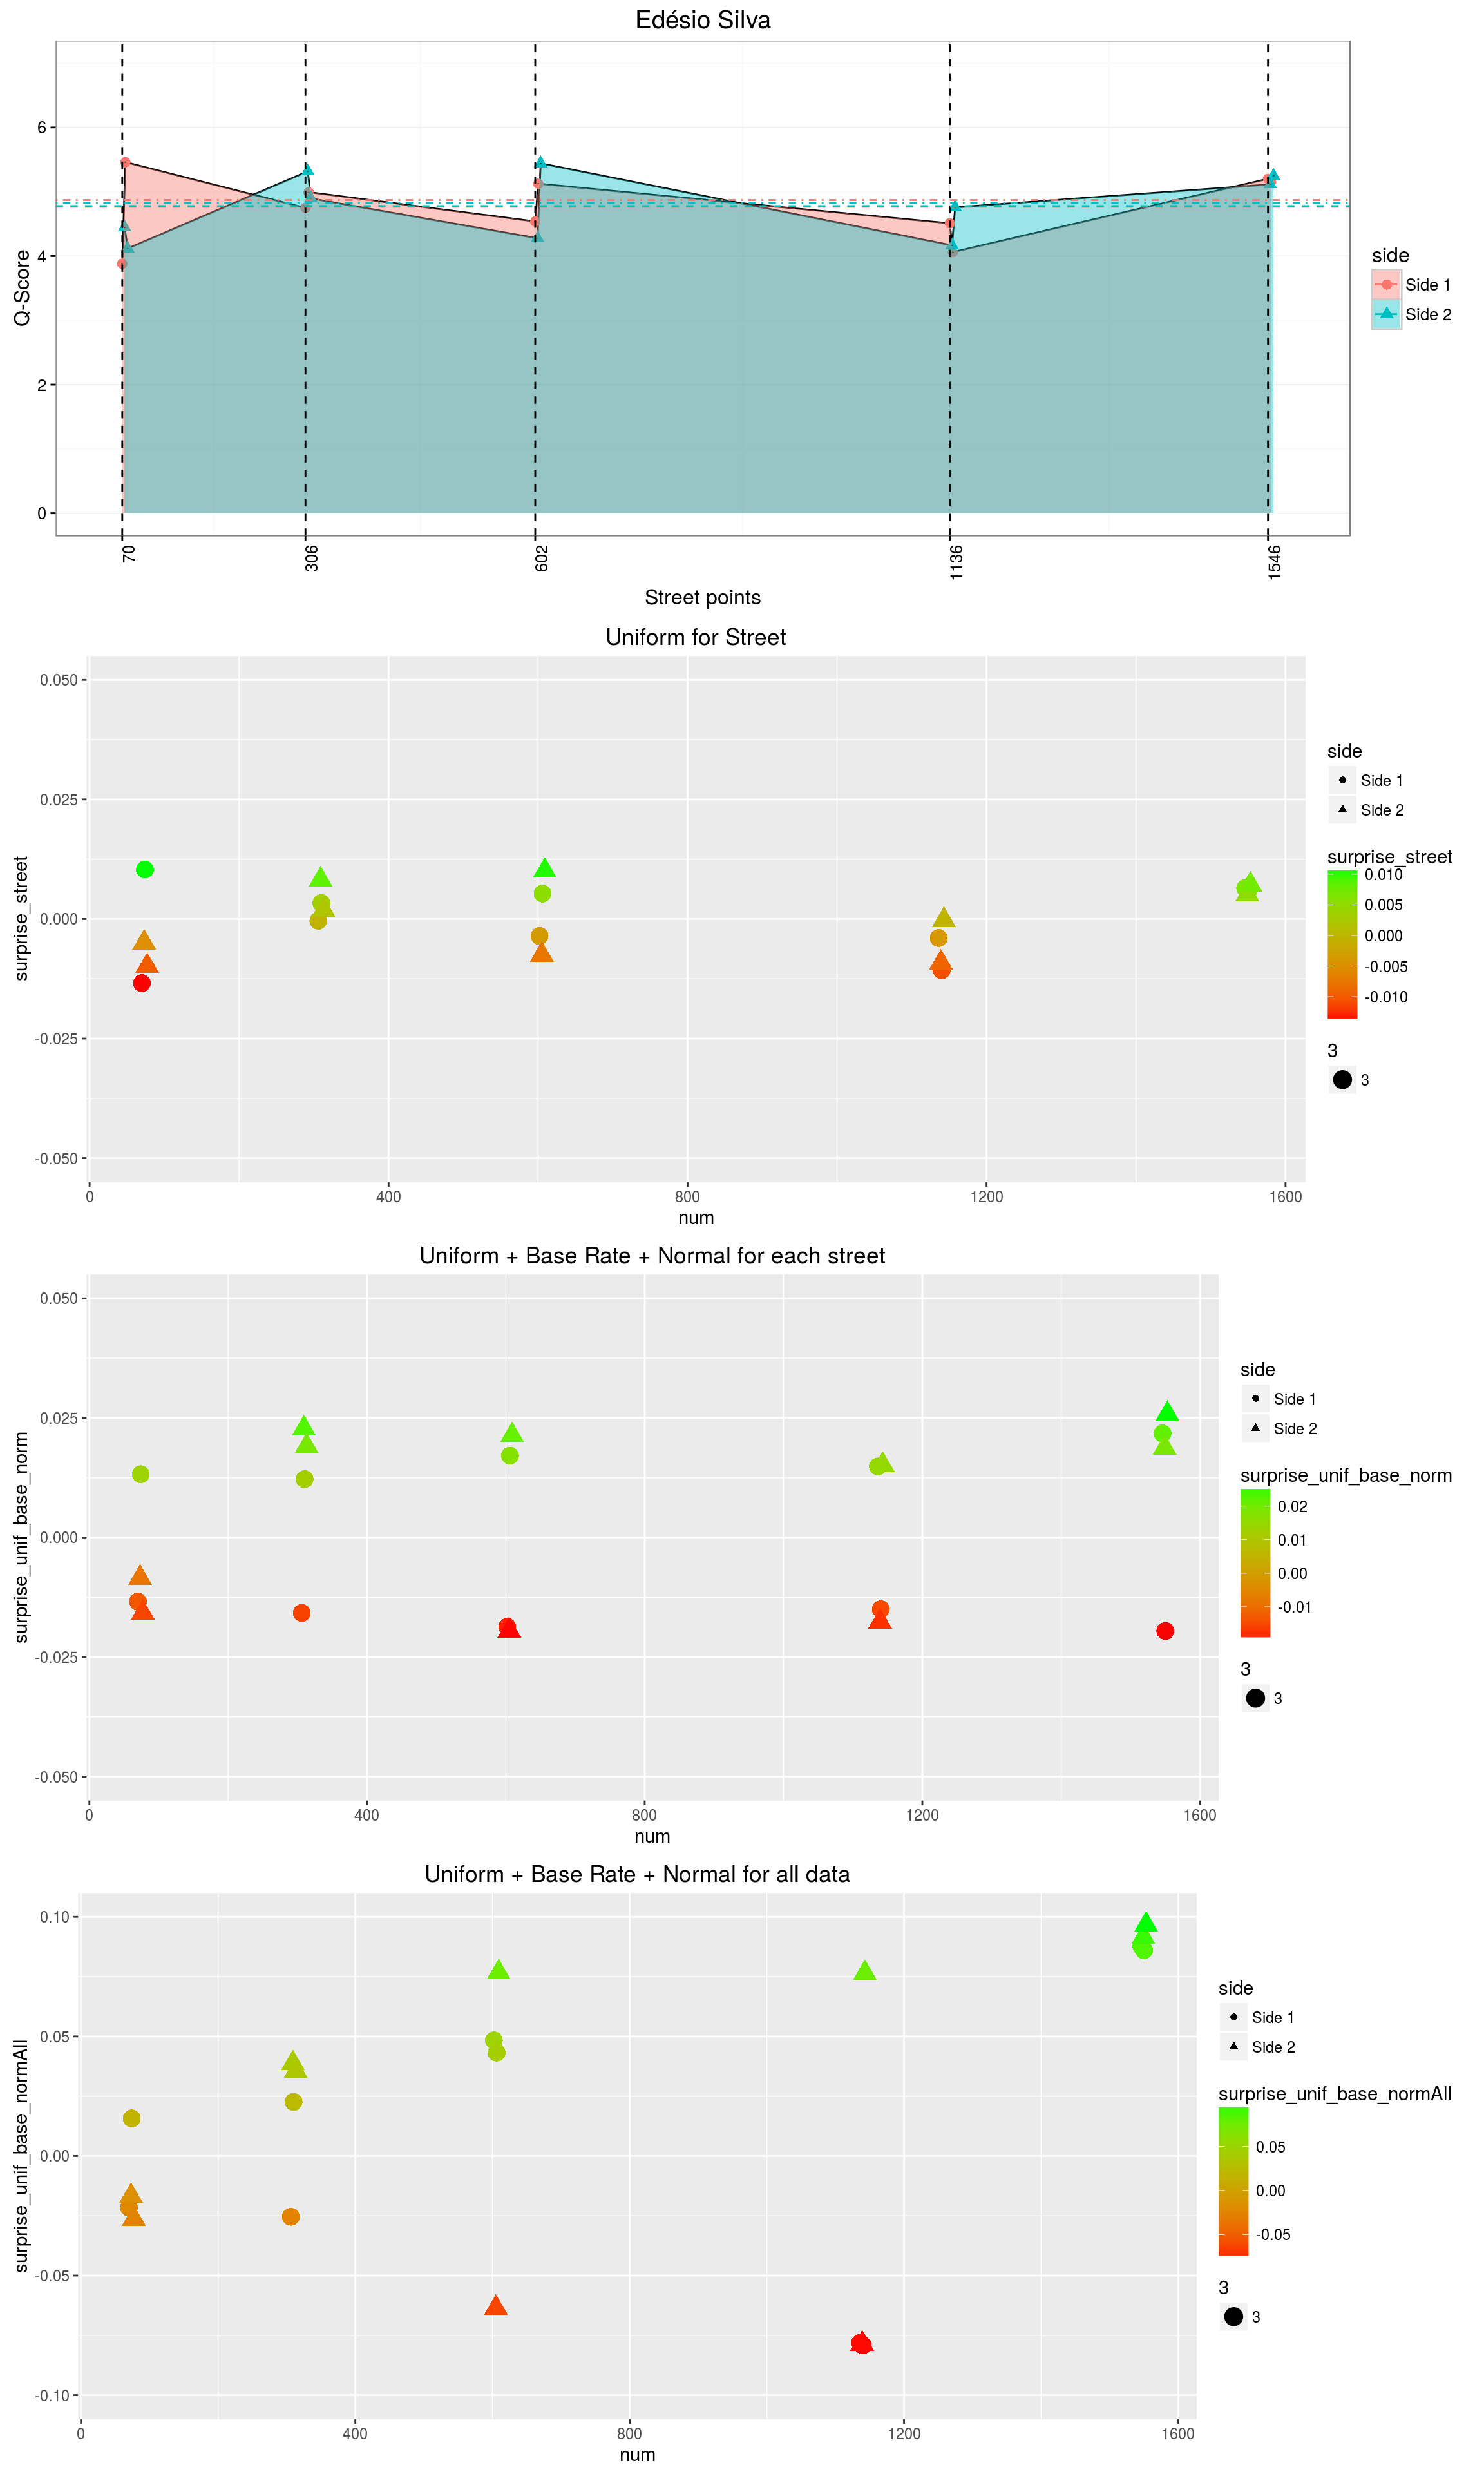 Edésio Silva
Q-Score
6
4
2
0
70
306
602
1136
1546
Street points
side
Side 1
Side 2
Uniform for Street
surprise_street
0.050
0.025
0.000
-0.025
-0.050
0
400
800
1200
1600
num
side
Side 1
Side 2
surprise_street
0.010
0.005
0.000
-0.005
-0.010
3
3
Uniform + Base Rate + Normal for each street
surprise_unif_base_norm
0.050
0.025
0.000
-0.025
-0.050
0
400
800
1200
1600
num
side
Side 1
Side 2
surprise_unif_base_norm
0.02
0.01
0.00
-0.01
3
3
Uniform + Base Rate + Normal for all data
surprise_unif_base_normAll
0.10
0.05
0.00
-0.05
-0.10
0
400
800
1200
1600
num
side
Side 1
Side 2
surprise_unif_base_normAll
0.05
0.00
-0.05
3
3